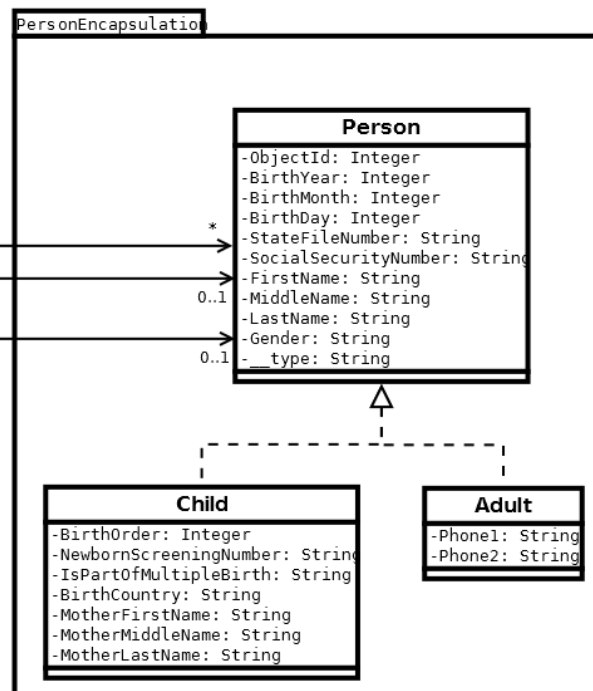 PersonEncapsulation
Person
-ObjectId: Integer
-BirthYear: Integer
-BirthMonth: Integer
-BirthDay: Integer
*
-StateFileNumber: String
-SocialSecurityNumber: String
-FirstName: String
0..1
-MiddleName: String
-LastName: String
-Gender: String
0..1
-__type: String
Child
-BirthOrder: Integer
-NewbornScreeningNumber: String
-IsPartOfMultipleBirth: String
-BirthCountry: String
-MotherFirstName: String
-MotherMiddleName: String
-MotherLastName: String
Adult
-Phone1: String
-Phone2: String